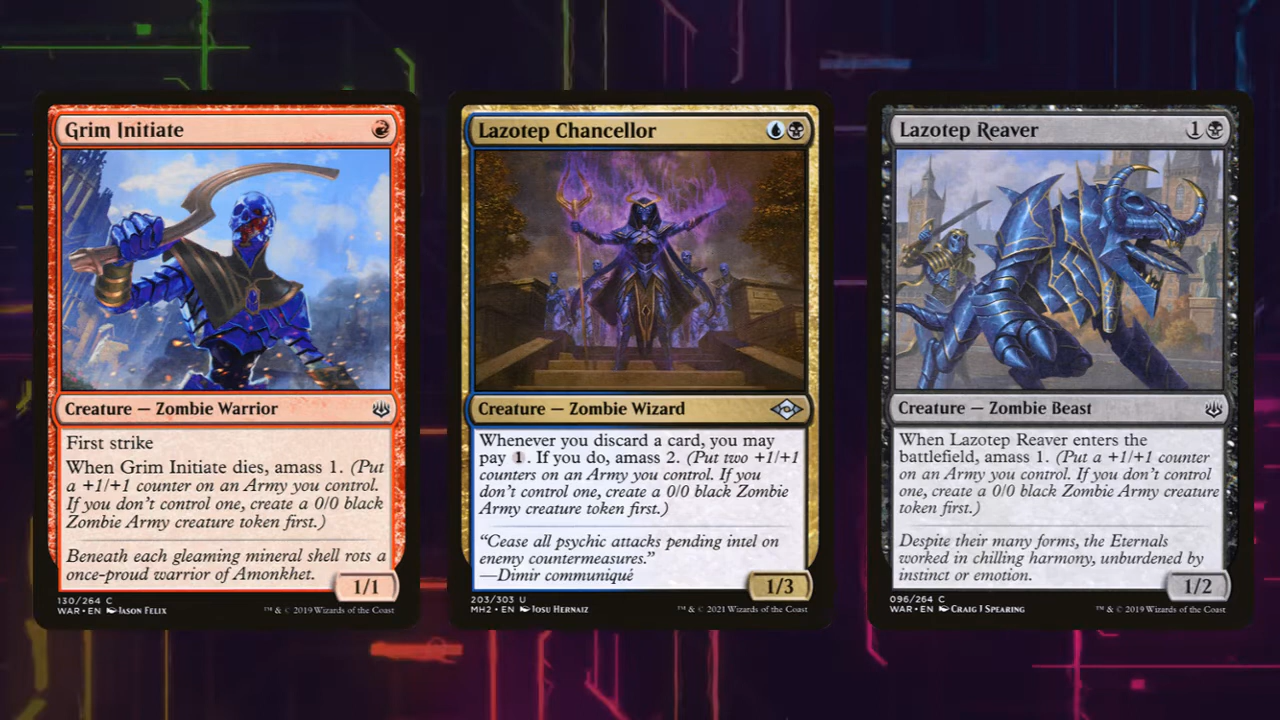 Grim Initiate
Creature — Zombie Warrior
First strike
When Grim Initiate dies, amass 1. (Put
a +1/+1 counter on an Army you control.
If you don't control one, create a 0/0 black
Zombie Army creature token first.)
Beneath each gleaming mineral shell rots a
once-proud warrior of Amonkhet.
1/1
130/264 C
WAR • EN Jason Felix
™ & © 2019 Wizards of the Coast
Lazotep Chancellor
Creature — Zombie Wizard
Whenever you discard a card, you may
pay 1. If you do, amass 2. (Put two +1/+1
counters on an Army you control. If you
don't control one, create a 0/0 black Zombie
Army creature token first.)
“Cease all psychic attacks pending intel on
enemy countermeasures.”
—Dimir communiqué
1/3
203/303 U
MH2 • EN Josu Hernaiz
™ & © 2021 Wizards of the Coast
Lazotep Reaver
1
Creature — Zombie Beast
When Lazotep Reaver enters the
battlefield, amass 1. (Put a +1/+1 counter
on an Army you control. If you don't control
one, create a 0/0 black Zombie Army creature
token first.)
Despite their many forms, the Eternals
worked in chilling harmony, unburdened by
instinct or emotion.
1/2
096/264 C
WAR • EN Craig J Spearing
™ & © 2019 Wizards of the Coast